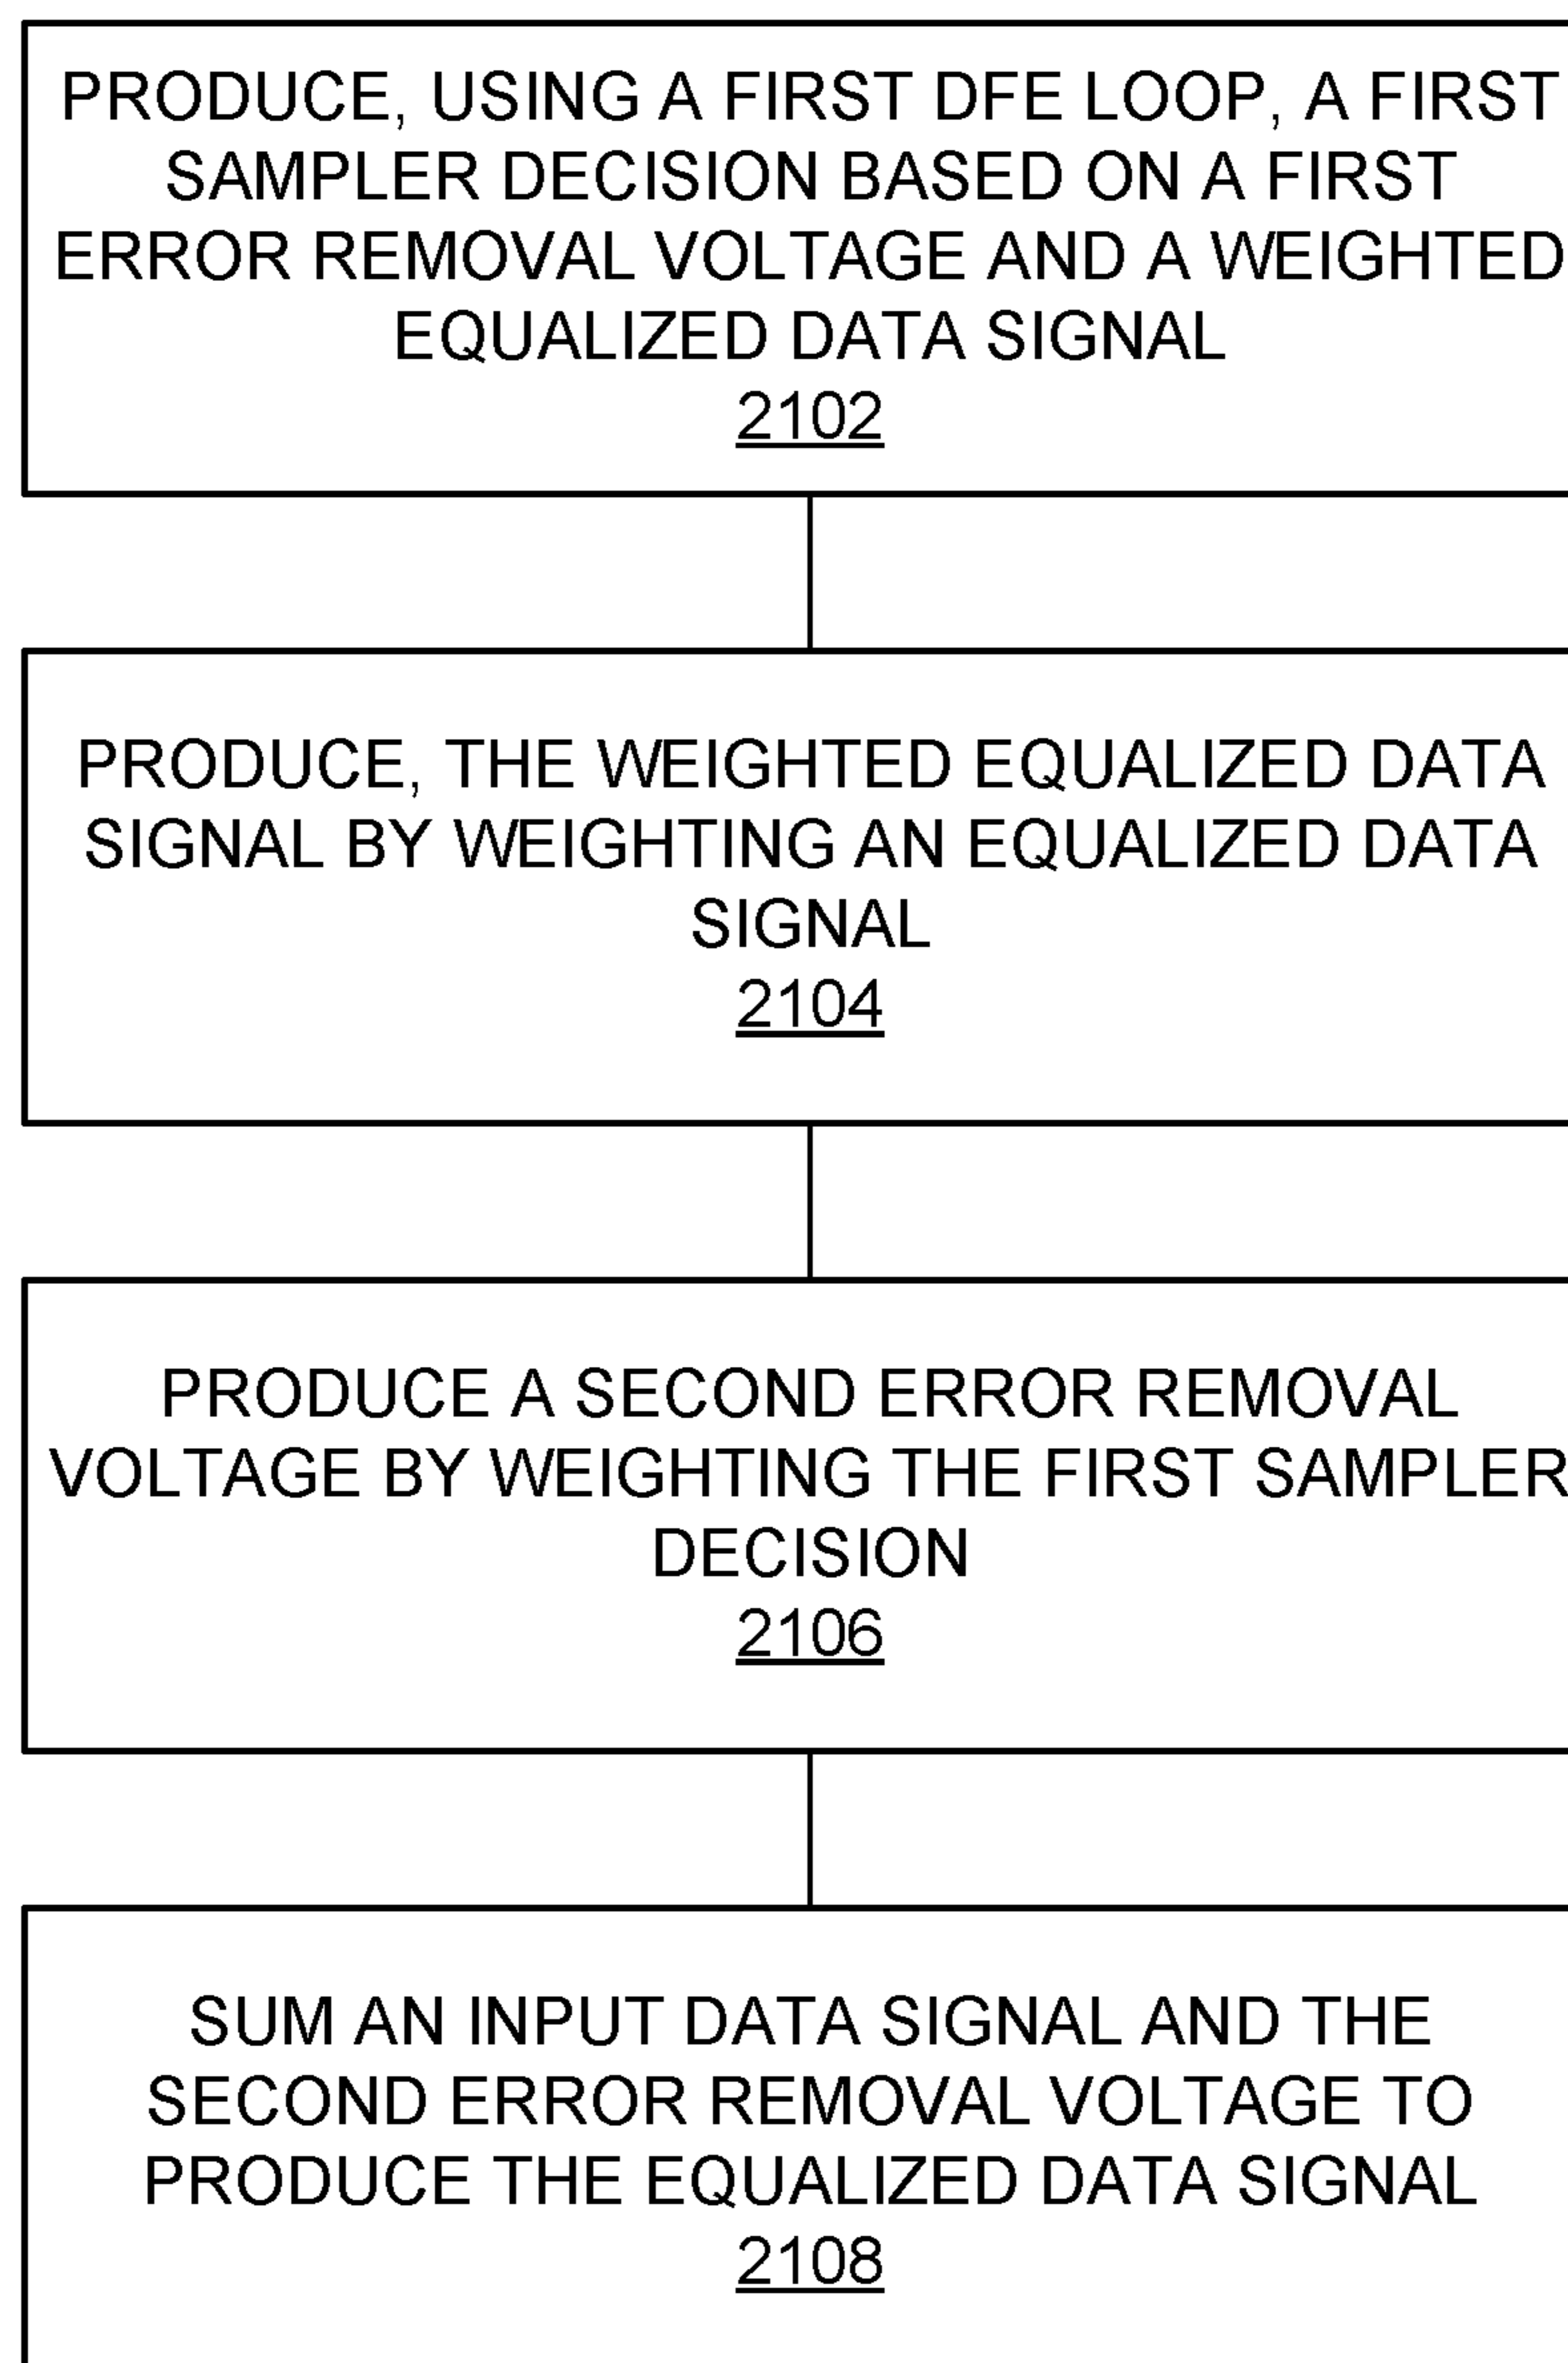 PRODUCE, USING A FIRST DFE LOOP, A FIRST
SAMPLER DECISION BASED ON A FIRST
ERROR REMOVAL VOLTAGE AND A WEIGHTED
EQUALIZED DATA SIGNAL
2102
PRODUCE, THE WEIGHTED EQUALIZED DATA
SIGNAL BY WEIGHTING AN EQUALIZED DATA
SIGNAL
2104
PRODUCE A SECOND ERROR REMOVAL
VOLTAGE BY WEIGHTING THE FIRST SAMPLER
DECISION
2106
SUM AN INPUT DATA SIGNAL AND THE
SECOND ERROR REMOVAL VOLTAGE TO
PRODUCE THE EQUALIZED DATA SIGNAL
2108